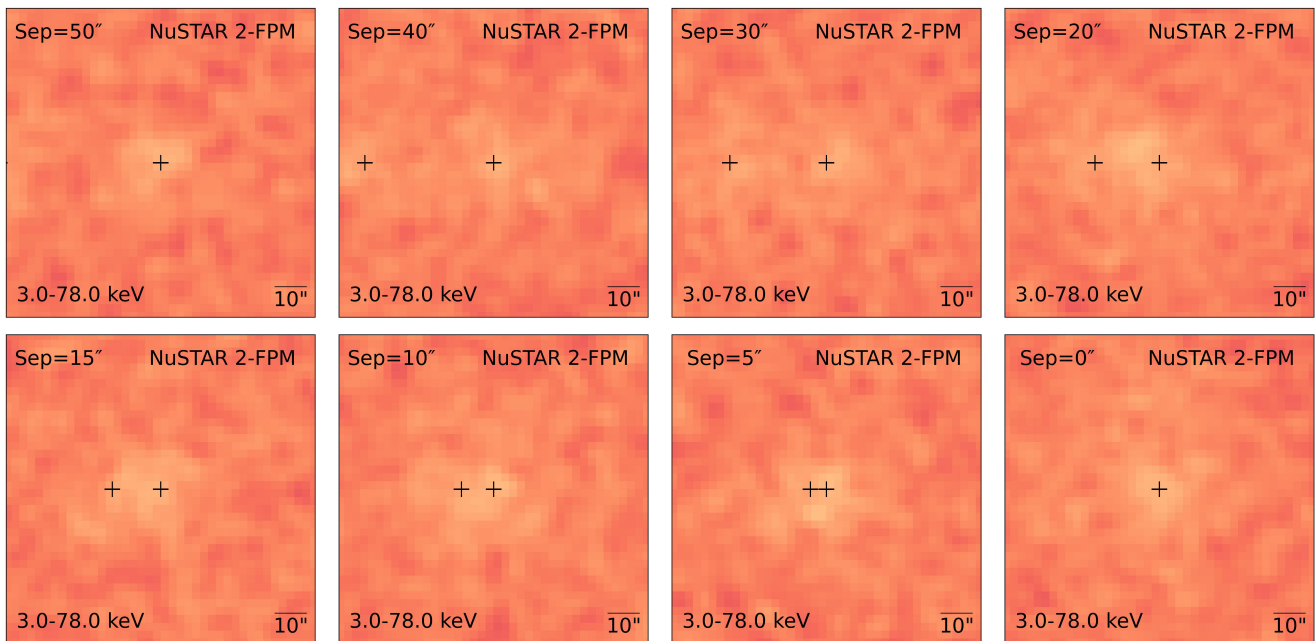 Sep=50″ NuSTAR 2-FPM
3.0-78.0 keV 10"
Sep=40″ NuSTAR 2-FPM
3.0-78.0 keV 10"
Sep=30″ NuSTAR 2-FPM
3.0-78.0 keV 10"
Sep=20″ NuSTAR 2-FPM
3.0-78.0 keV 10"
Sep=15″ NuSTAR 2-FPM
3.0-78.0 keV 10"
Sep=10″ NuSTAR 2-FPM
3.0-78.0 keV 10"
Sep=5″ NuSTAR 2-FPM
3.0-78.0 keV 10"
Sep=0″ NuSTAR 2-FPM
3.0-78.0 keV 10"